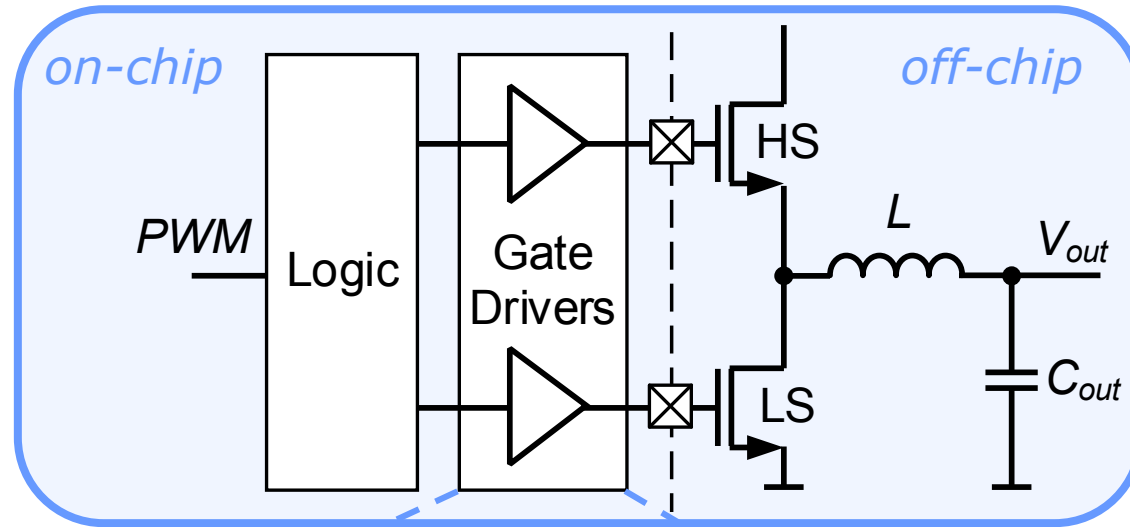 on-chip
off-chip
HS
PWM
Logic
Gate
Drivers
L
Vout
LS
Cout